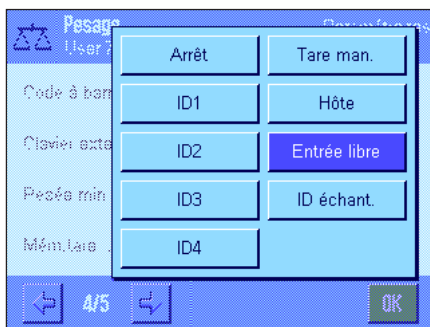 Pesage
User 7
Arrêt
Tare man.
Code à barr
ID1
Hôte
Clavier exte
ID2
Entrée libre
Pesée min
ID3
ID échant.
Mém.tare
ID4
4/5
OK